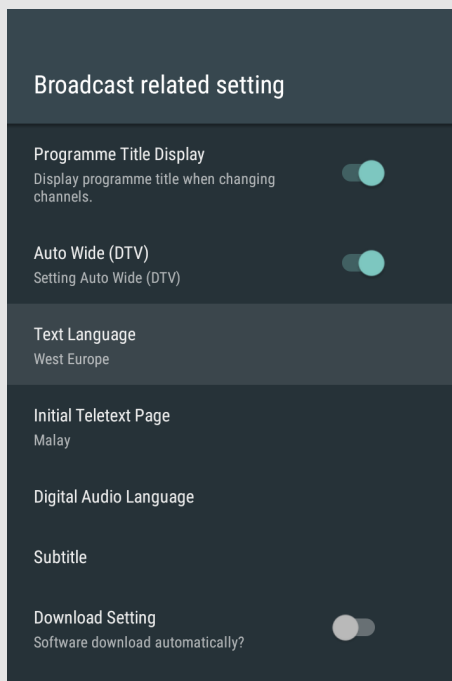 Broadcast related setting
Programme Title Display
Display programme title when changing
channels.
Auto Wide (DTV)
Setting Auto Wide (DTV)
Text Language
West Europe
Initial Teletext Page
Malay
Digital Audio Language
Subtitle
Download Setting
Software download automatically?